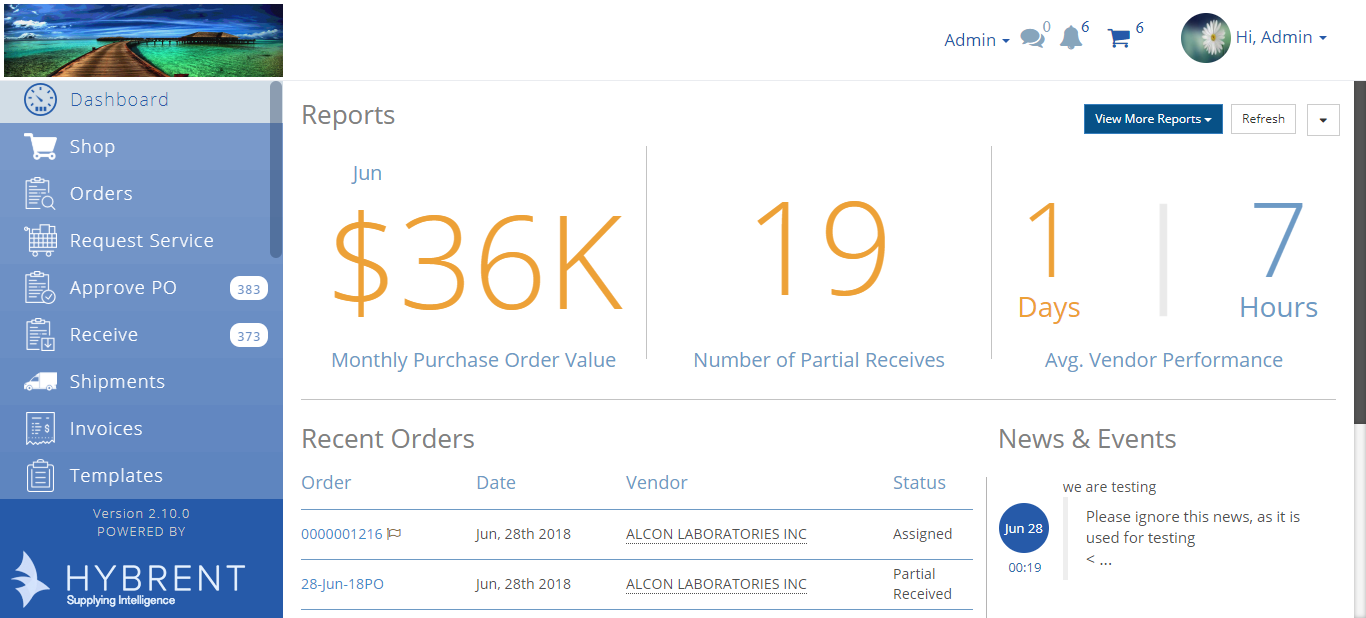 Admin
0
6
6
Hi, Admin
Dashboard
Shop
Orders
Request Service
Approve PO 383
Receive 373
Shipments
Invoices
Templates
Version 2.10.0
POWERED BY
HYBRENT
Supplying Intelligence
Reports
View More Reports
Refresh
Jun
$36K
Monthly Purchase Order Value
19
Number of Partial Receives
1 7
Days Hours
Avg. Vendor Performance
Recent Orders
Order Date Vendor Status
0000001216 Jun, 28th 2018 ALCON LABORATORIES INC Assigned
28-Jun-18PO Jun, 28th 2018 ALCON LABORATORIES INC Partial
Received
News & Events
we are testing
Jun 28
00:19
Please ignore this news, as it is
used for testing
< ...